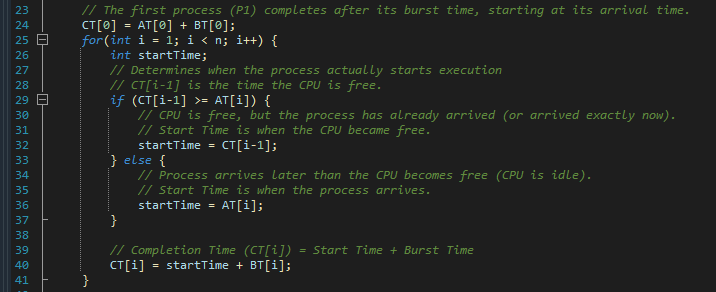 23 // The first process (P1) completes after its burst time, starting at its arrival time.
24 CT[0] = AT[0] + BT[0];
25 for(int i = 1; i < n; i++) {
26 int startTime;
27 // Determines when the process actually starts execution
28 // CT[i-1] is the time the CPU is free.
29 if (CT[i-1] >= AT[i]) {
30 // CPU is free, but the process has already arrived (or arrived exactly now).
31 // Start Time is when the CPU became free.
32 startTime = CT[i-1];
33 } else {
34 // Process arrives later than the CPU becomes free (CPU is idle).
35 // Start Time is when the process arrives.
36 startTime = AT[i];
37 }
38
39 // Completion Time (CT[i]) = Start Time + Burst Time
40 CT[i] = startTime + BT[i];
41 }